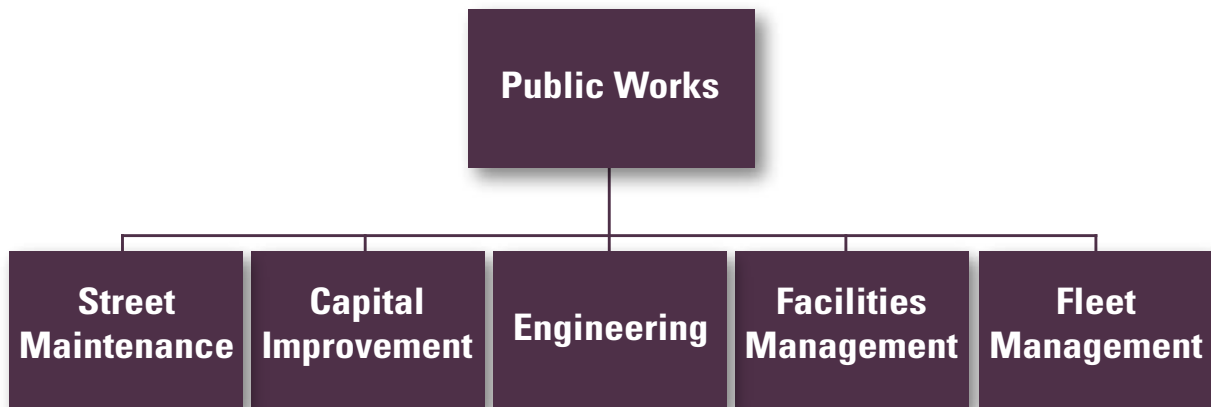 Public Works
Street
Maintenance
Capital
Improvement
Engineering
Facilities
Management
Fleet
Management